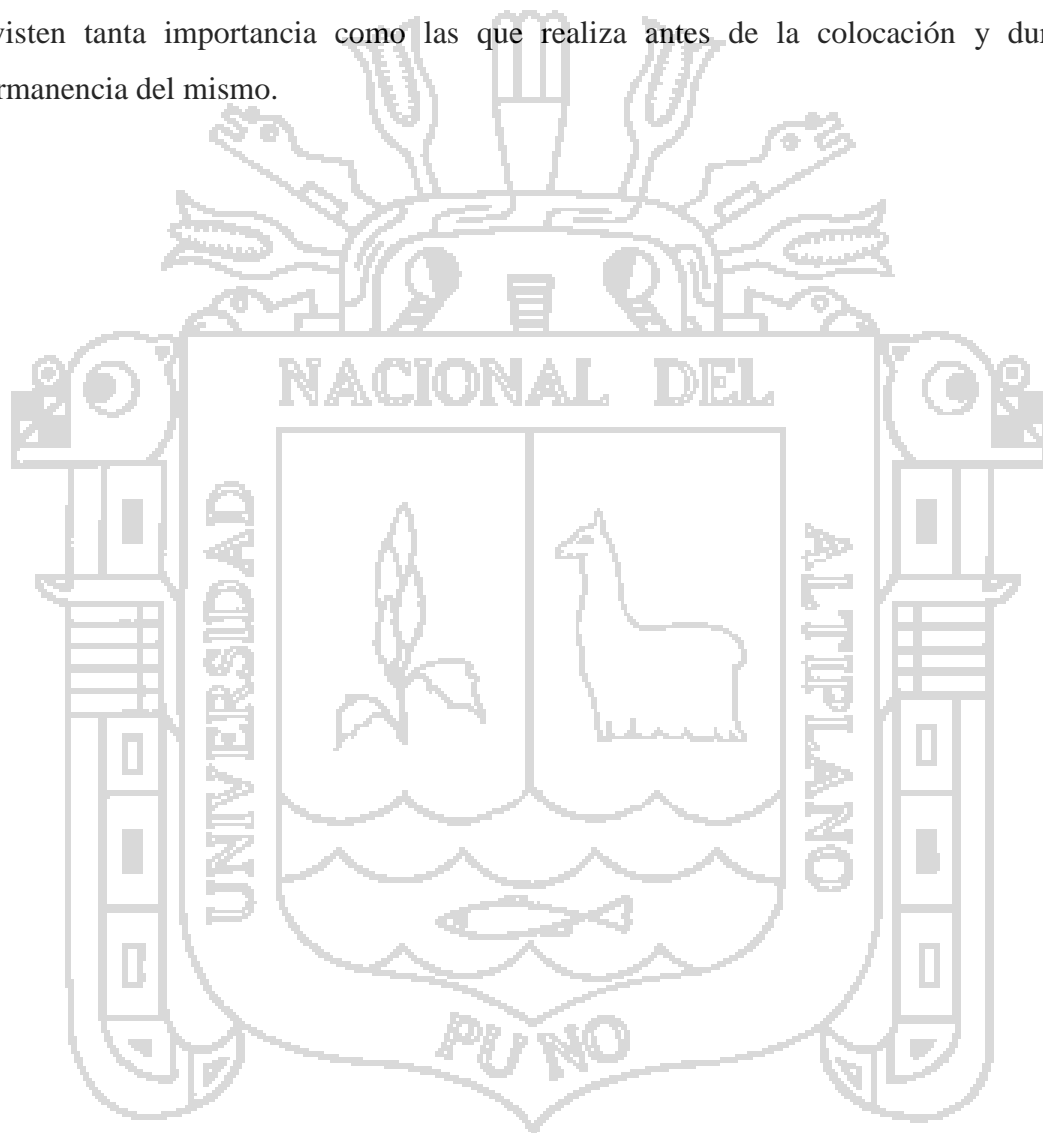 visten tanta importancia como las que realiza antes de la colocación y dur
rmanencia del mismo.
NACIONAL DEL
UNIVERSIDAD
ALTIPLANO
PUNO